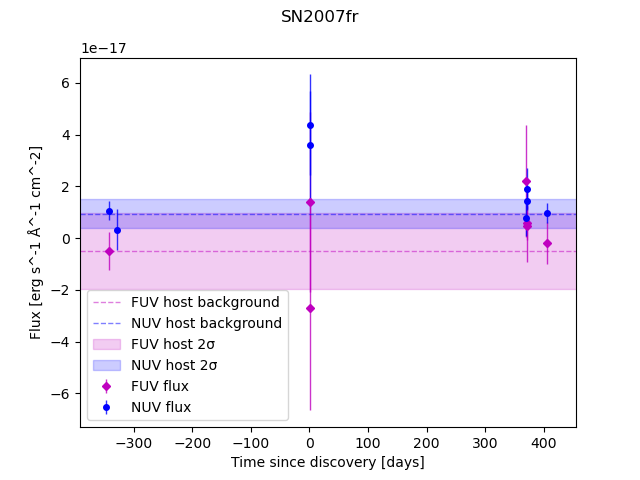 SN2007fr
1e−17
6
4
2
0
−2
−4
−6
Flux [erg s^-1 Å^-1 cm^-2]
FUV host background
NUV host background
FUV host 2σ
NUV host 2σ
FUV flux
NUV flux
−300 −200 −100 0 100 200 300 400
Time since discovery [days]